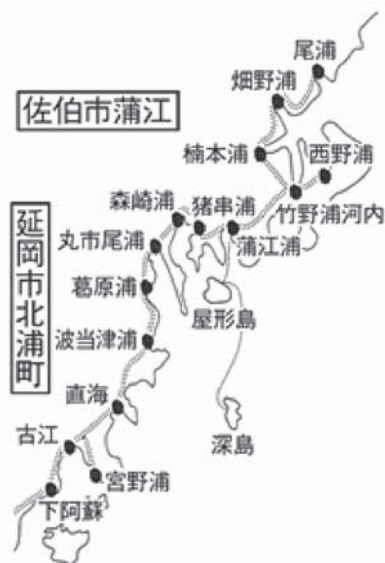 尾浦
畑野浦
佐伯市蒲江
楠本浦
西野浦
森崎浦
猪串浦
竹野浦河内
丸市尾浦
蒲江浦
延岡市北浦町
葛原浦
屋形島
波当津浦
直海
深島
古江
宮野浦
下阿蘇